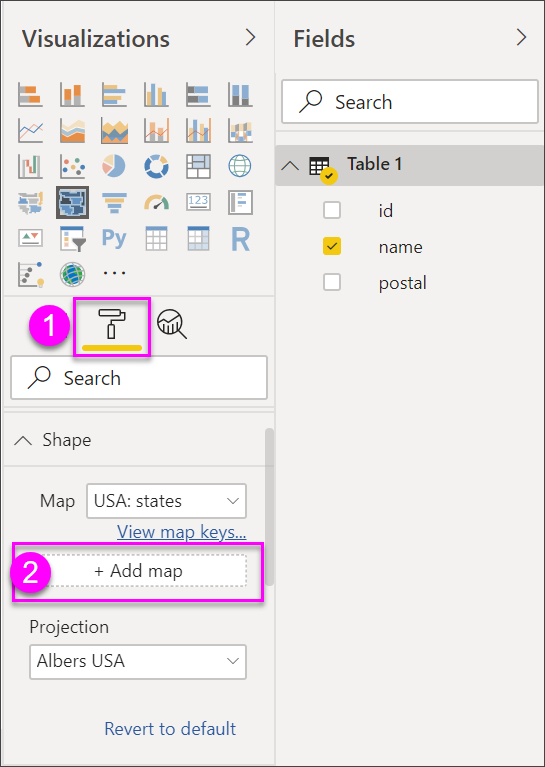 Visualizations
Fields
Search
Table 1
id
name
postal
123
Py
R
1
Search
Shape
Map
USA: states
View map keys...
2
+ Add map
Projection
Albers USA
Revert to default